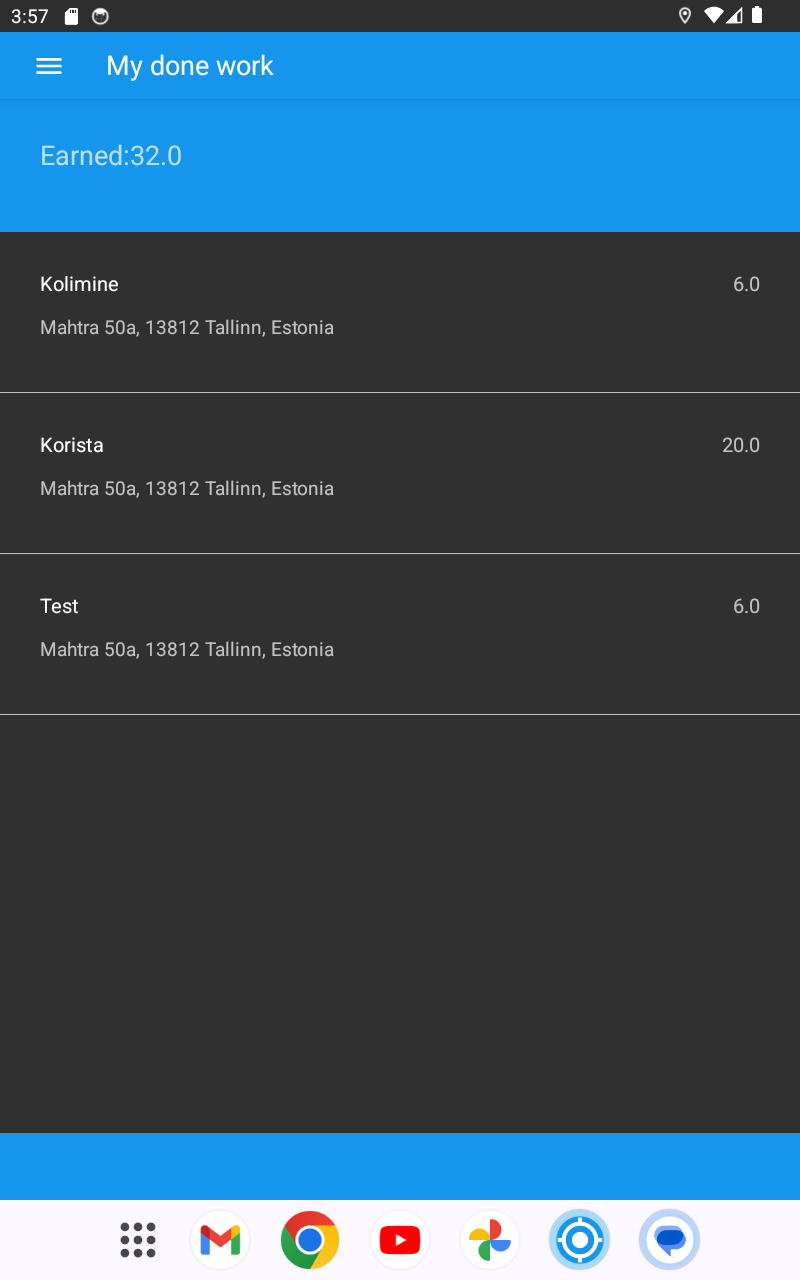 3:57
My done work
Earned:32.0
Kolimine 6.0
Mahtra 50a, 13812 Tallinn, Estonia
Korista 20.0
Mahtra 50a, 13812 Tallinn, Estonia
Test 6.0
Mahtra 50a, 13812 Tallinn, Estonia